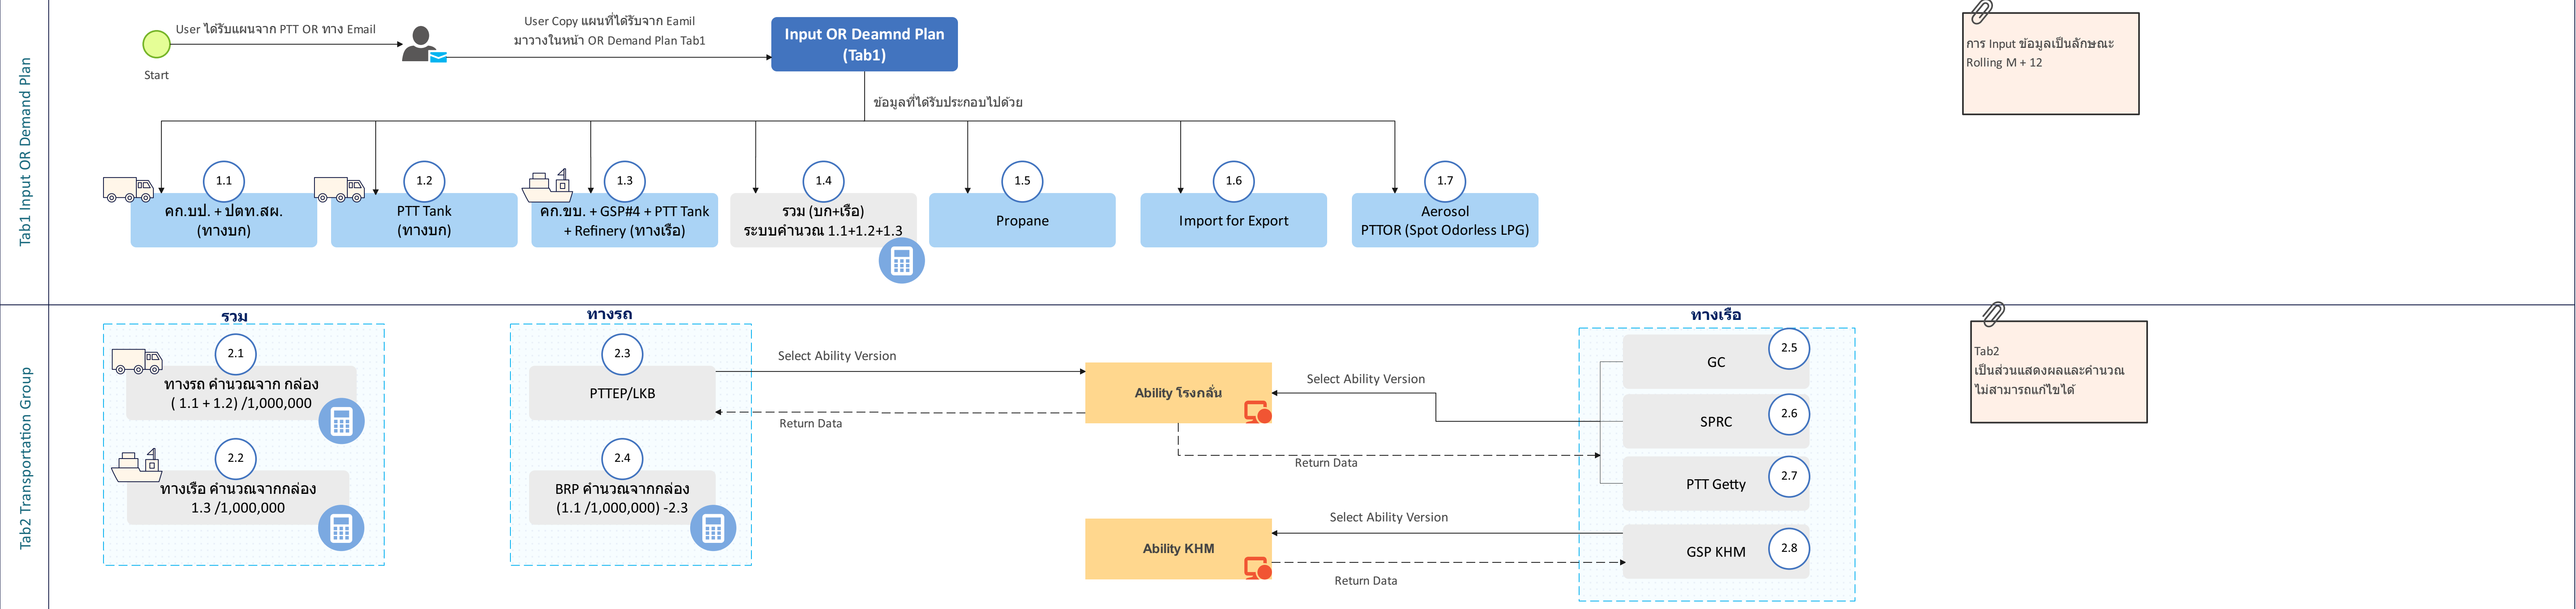 Tab1 Input OR Demand Plan
User ได้รับแผนจาก PTT OR ทาง Email
Start
User Copy แผนที่ได้รับจาก Eamil
มาวางในหน้า OR Demand Plan Tab1
Input OR Deamnd Plan
(Tab1)
การ Input ข้อมูลเป็นลักษณะ
Rolling M + 12
ข้อมูลที่ได้รับประกอบไปด้วย
1.1
คก.บป. + ปตท.สผ.
(ทางบก)
1.2
PTT Tank
(ทางบก)
1.3
คก.ขบ. + GSP#4 + PTT Tank
+ Refinery (ทางเรือ)
1.4
รวม (บก+เรือ)
ระบบคำนวณ 1.1+1.2+1.3
1.5
Propane
1.6
Import for Export
1.7
Aerosol
PTTOR (Spot Odorless LPG)
Tab2 Transportation Group
รวม
2.1
ทางรถ คำนวณจาก กล่อง
( 1.1 + 1.2) /1,000,000
2.2
ทางเรือ คำนวณจากกล่อง
1.3 /1,000,000
ทางรถ
2.3
PTTEP/LKB
2.4
BRP คำนวณจากกล่อง
(1.1 /1,000,000) -2.3
Select Ability Version
Return Data
Ability โรงกลั่น
Select Ability Version
Return Data
Ability KHM
Select Ability Version
Return Data
ทางเรือ
GC
2.5
SPRC
2.6
PTT Getty
2.7
GSP KHM
2.8
Tab2
เป็นส่วนแสดงผลและคำนวณ
ไม่สามารถแก้ไขได้